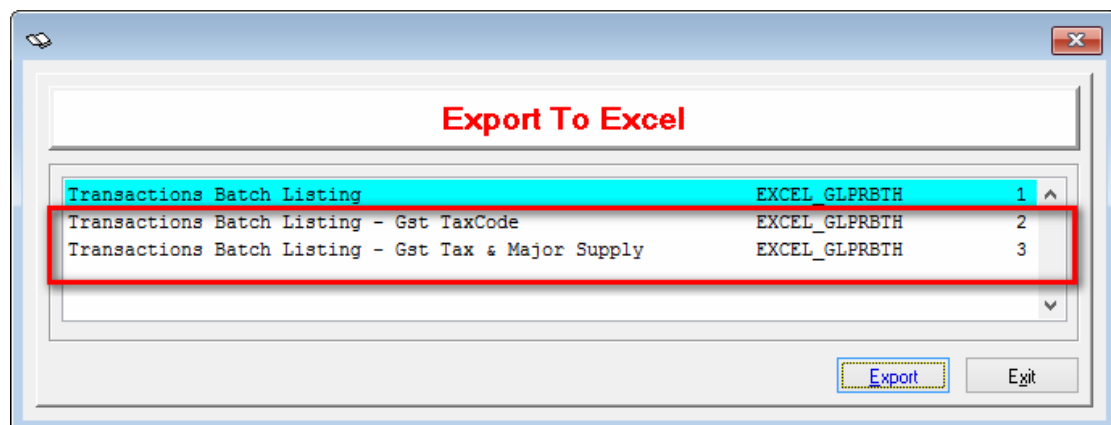 Export To Excel
Transactions Batch Listing EXCEL_GLPRBTH 1
Transactions Batch Listing - Gst TaxCode EXCEL_GLPRBTH 2
Transactions Batch Listing - Gst Tax & Major Supply EXCEL_GLPRBTH 3
Export Exit